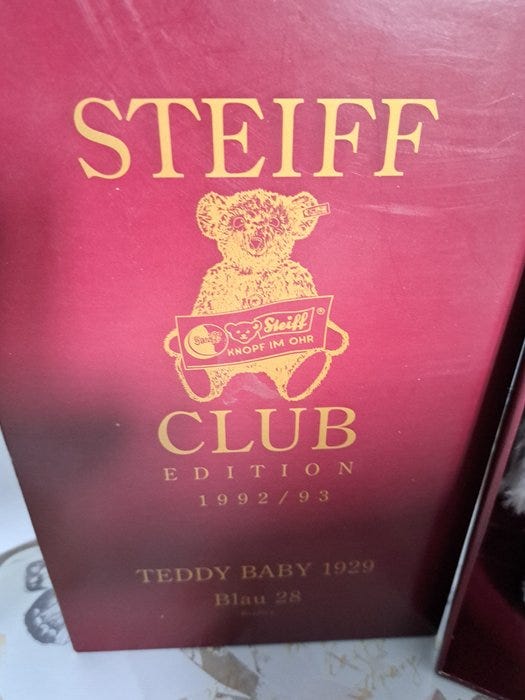 STEIFF
Steiff
Steiff ®
KNOPF IM OHR
CLUB
EDITION
1992/93
TEDDY BABY 1929
Blau 28